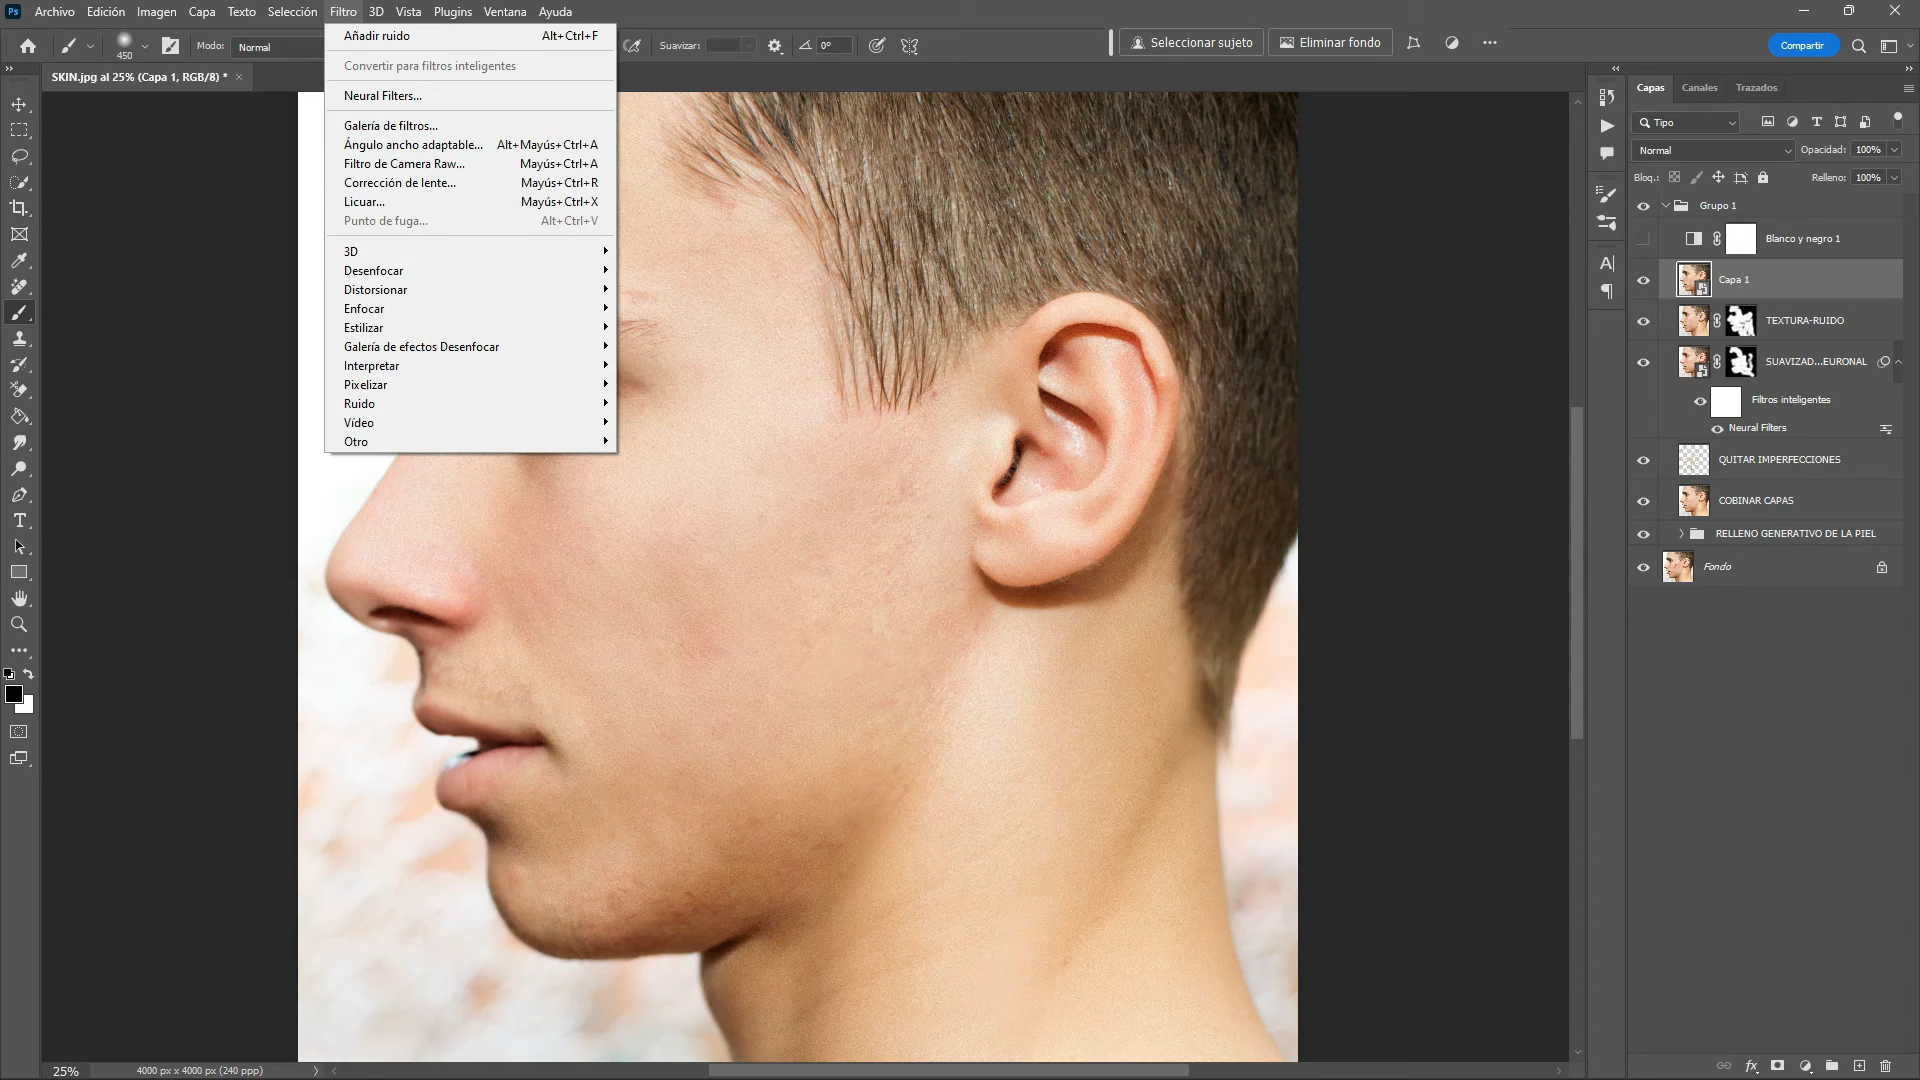 Ps Archivo Edición Imagen Capa Texto Selección Filtro 3D Vista Plugins Ventana Ayuda
450 Modo: Normal Suavizar: 0° Seleccionar sujeto Eliminar fondo Compartir
SKIN.jpg al 25% (Capa 1, RGB/8) *
Añadir ruido Alt+Ctrl+F
Convertir para filtros inteligentes
Neural Filters...
Galería de filtros...
Ángulo ancho adaptable... Alt+Mayús+Ctrl+A
Filtro de Camera Raw... Mayús+Ctrl+A
Corrección de lente... Mayús+Ctrl+R
Licuar... Mayús+Ctrl+X
Punto de fuga... Alt+Ctrl+V
3D
Desenfocar
Distorsionar
Enfocar
Estilizar
Galería de efectos Desenfocar
Interpretar
Pixelizar
Ruido
Vídeo
Otro
Capas Canales Trazados
Tipo
Normal Opacidad: 100%
Bloq.: Relleno: 100%
Grupo 1
Blanco y negro 1
Capa 1
TEXTURA-RUIDO
SUAVIZAD...EURONAL
Filtros inteligentes
Neural Filters
QUITAR IMPERFECCIONES
COBINAR CAPAS
RELLENO GENERATIVO DE LA PIEL
Fondo
25% 4000 px x 4000 px (240 ppp)